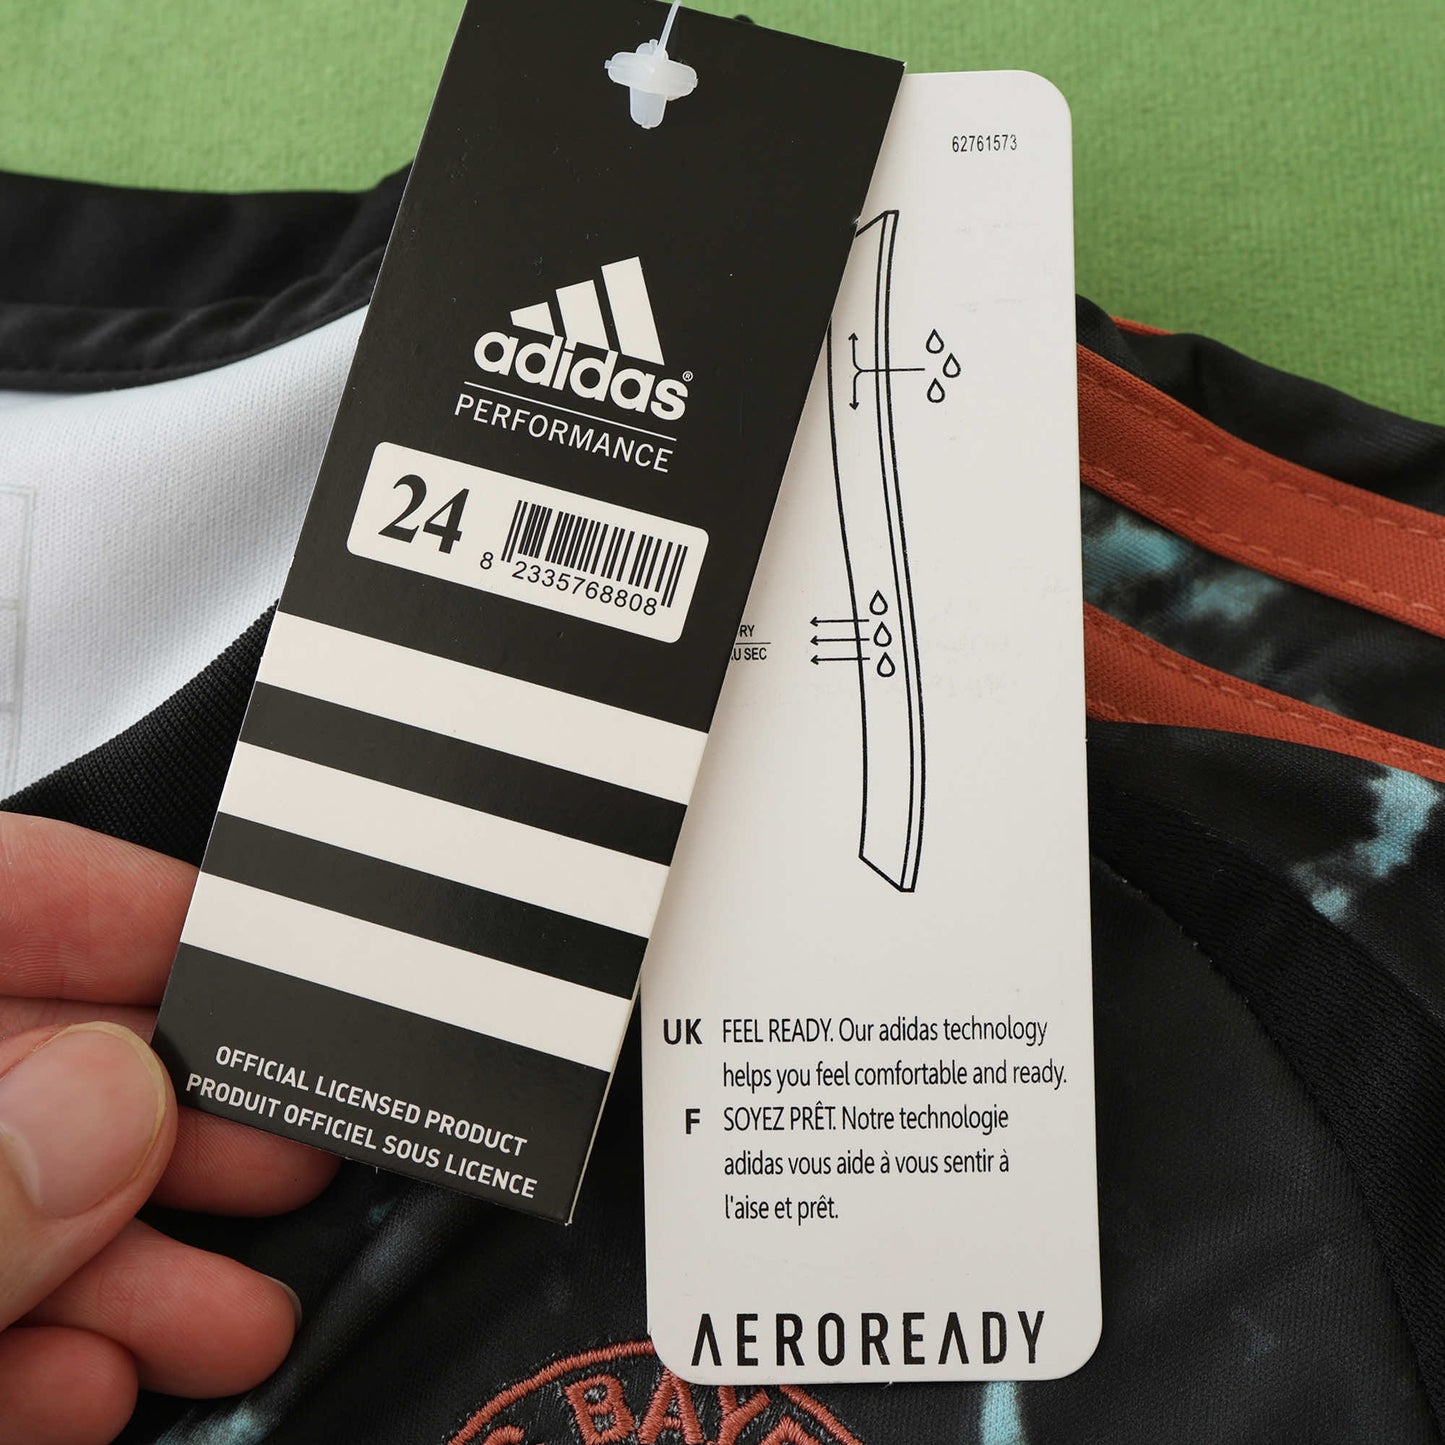 adidas®
PERFORMANCE
24
8 2335768808
OFFICIAL LICENSED PRODUCT
PRODUIT OFFICIEL SOUS LICENCE
62761573
UK FEEL READY. Our adidas technology
helps you feel comfortable and ready.
F SOYEZ PRÊT. Notre technologie
adidas vous aide à vous sentir à
l'aise et prêt.
AEROREADY